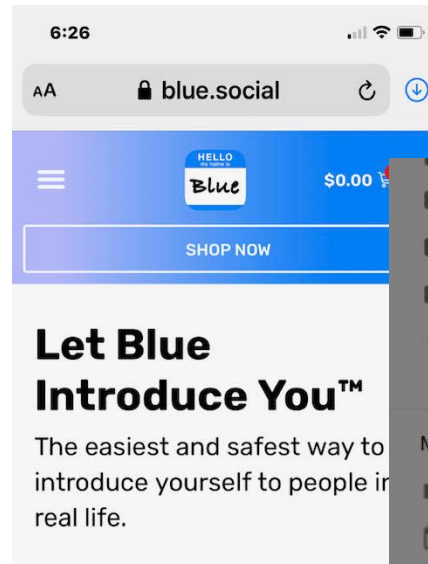 6:26
AA blue.social
HELLO
my name is
Blue
$0.00
SHOP NOW
Let Blue
Introduce You™
The easiest and safest way to
introduce yourself to people in
real life.